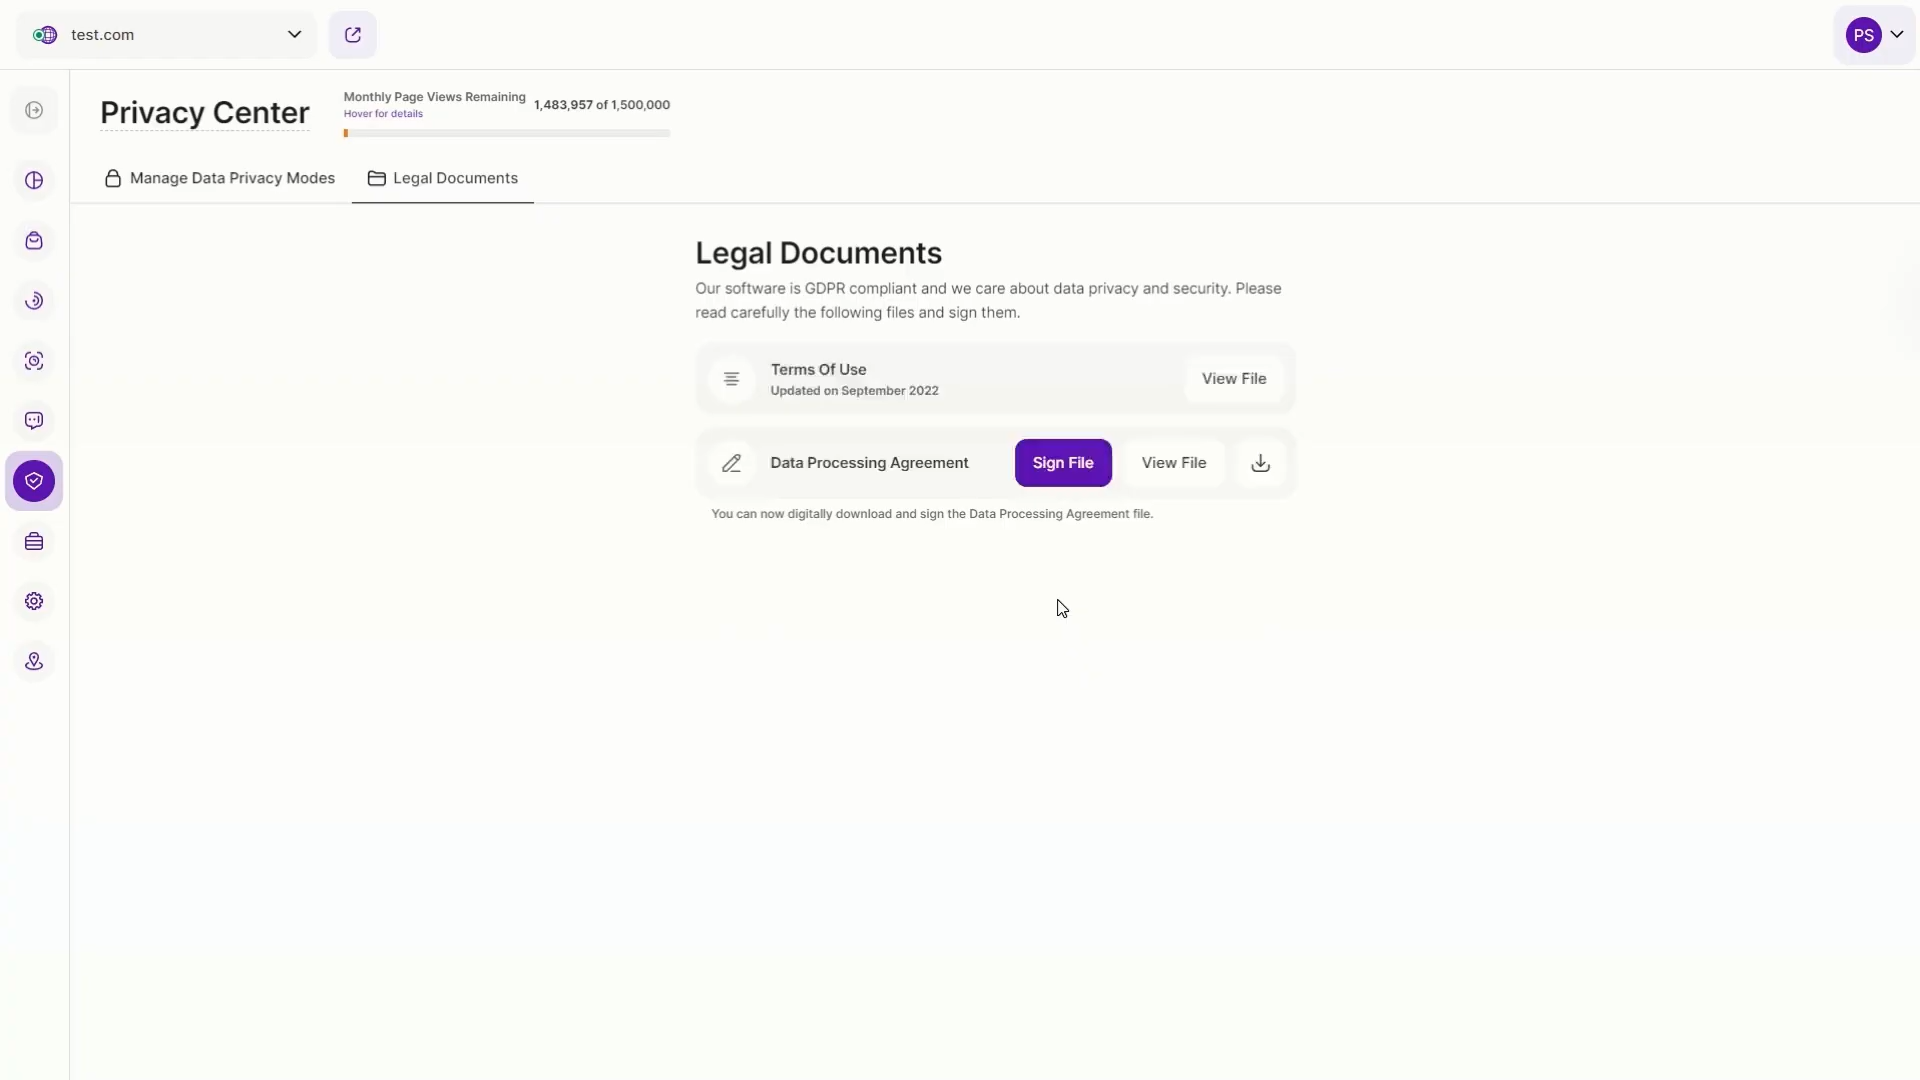 test.com
PS
Privacy Center
Monthly Page Views Remaining
Hover for details
1,483,957 of 1,500,000
Manage Data Privacy Modes
Legal Documents
Legal Documents
Our software is GDPR compliant and we care about data privacy and security. Please
read carefully the following files and sign them.
Terms Of Use
Updated on September 2022
View File
Data Processing Agreement
Sign File
View File
You can now digitally download and sign the Data Processing Agreement file.